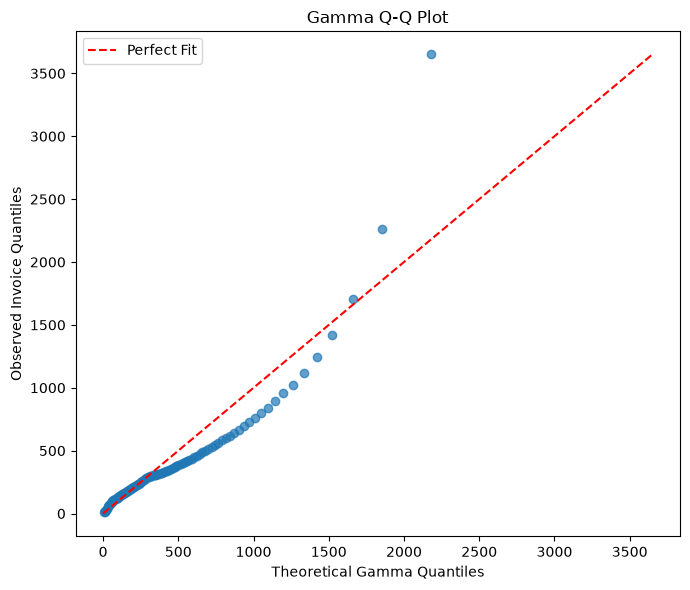 Gamma Q-Q Plot
Perfect Fit
3500
3000
2500
2000
1500
1000
500
0
Observed Invoice Quantiles
0 500 1000 1500 2000 2500 3000 3500
Theoretical Gamma Quantiles